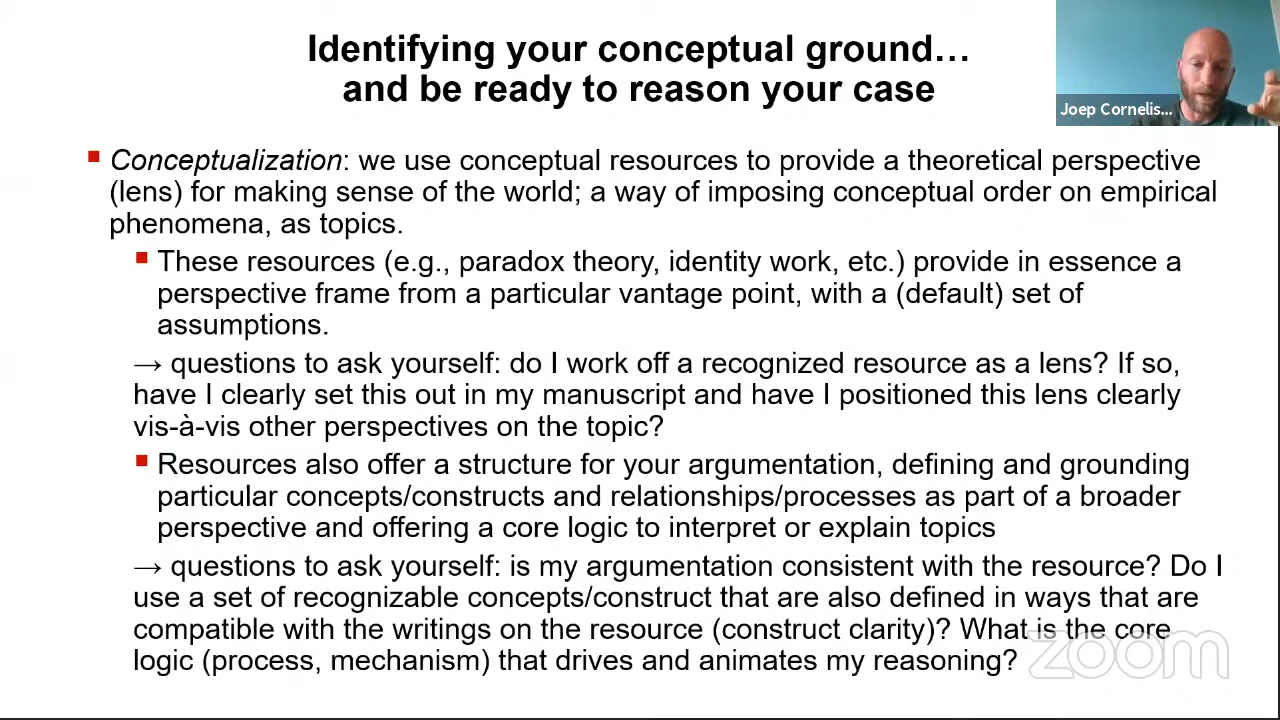 Identifying your conceptual ground…
and be ready to reason your case
Joep Cornelis...
Conceptualization: we use conceptual resources to provide a theoretical perspective
(lens) for making sense of the world; a way of imposing conceptual order on empirical
phenomena, as topics.
These resources (e.g., paradox theory, identity work, etc.) provide in essence a
perspective frame from a particular vantage point, with a (default) set of
assumptions.
→ questions to ask yourself: do I work off a recognized resource as a lens? If so,
have I clearly set this out in my manuscript and have I positioned this lens clearly
vis-à-vis other perspectives on the topic?
Resources also offer a structure for your argumentation, defining and grounding
particular concepts/constructs and relationships/processes as part of a broader
perspective and offering a core logic to interpret or explain topics
→ questions to ask yourself: is my argumentation consistent with the resource? Do I
use a set of recognizable concepts/construct that are also defined in ways that are
compatible with the writings on the resource (construct clarity)? What is the core
logic (process, mechanism) that drives and animates my reasoning?
zoom